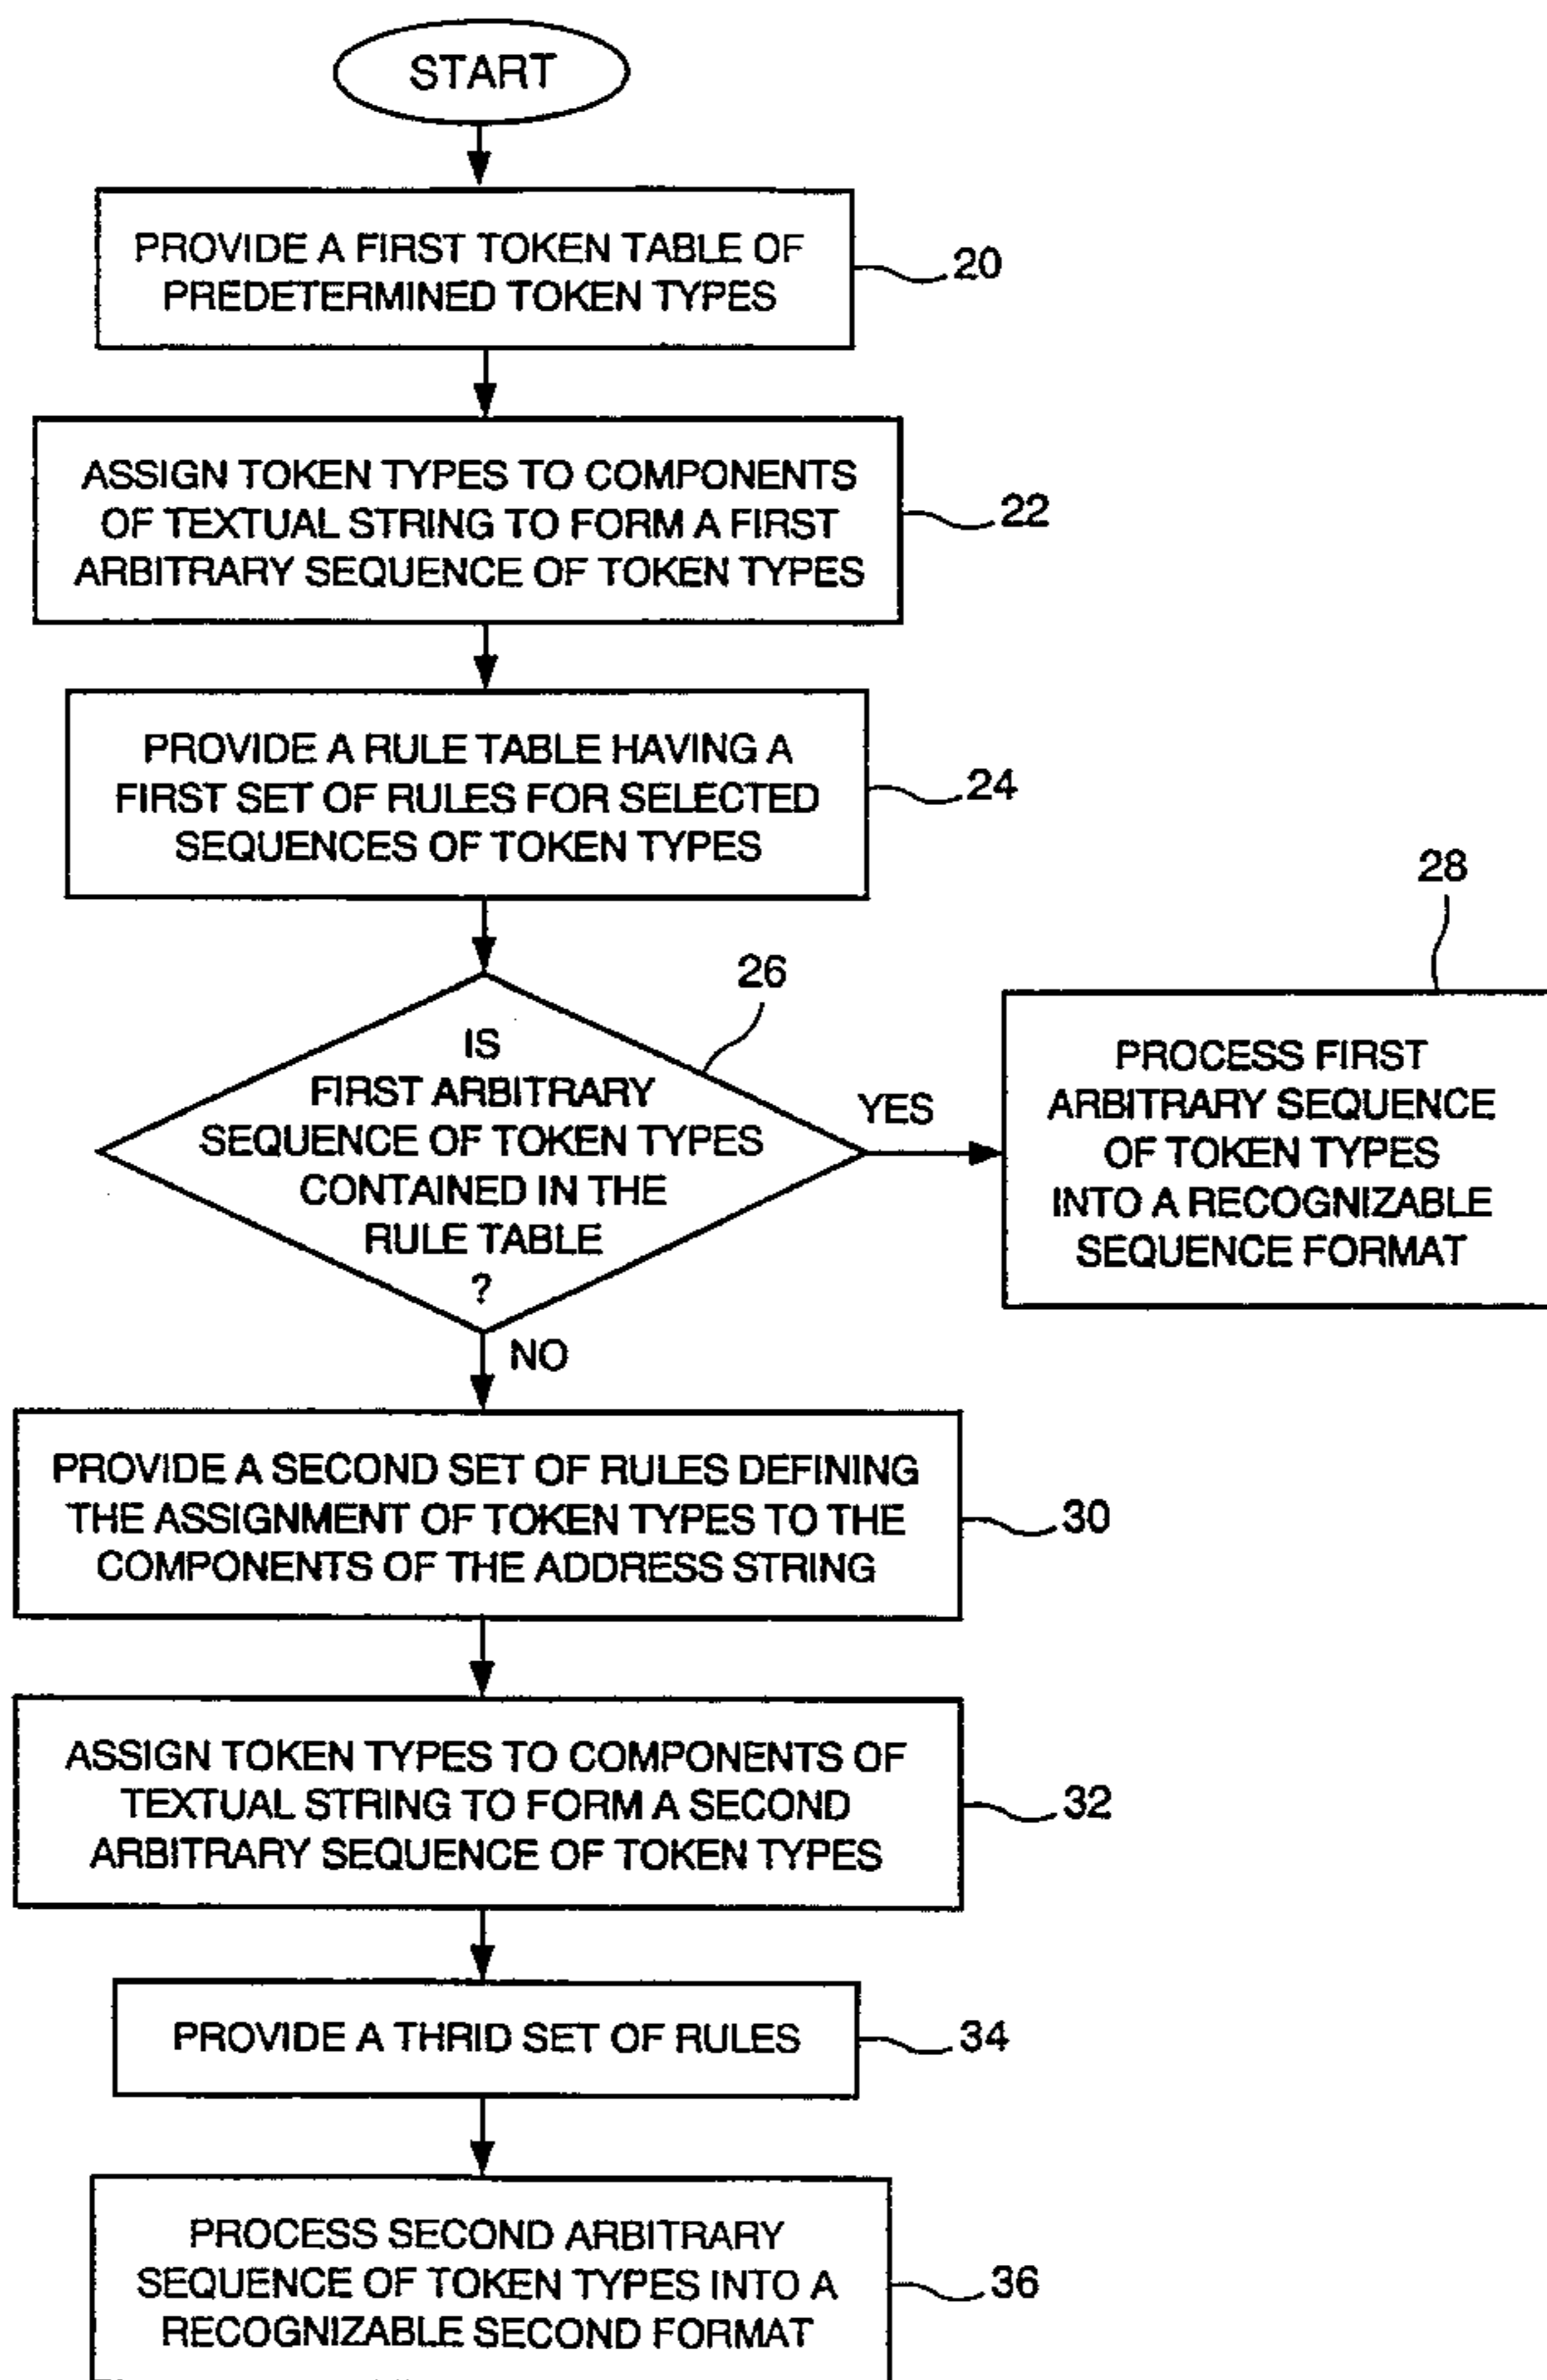 START
PROVIDE A FIRST TOKEN TABLE OF
PREDETERMINED TOKEN TYPES
20
ASSIGN TOKEN TYPES TO COMPONENTS
OF TEXTUAL STRING TO FORM A FIRST
ARBITRARY SEQUENCE OF TOKEN TYPES
22
PROVIDE A RULE TABLE HAVING A
FIRST SET OF RULES FOR SELECTED
SEQUENCES OF TOKEN TYPES
24
26
IS
FIRST ARBITRARY
SEQUENCE OF TOKEN TYPES
CONTAINED IN THE
RULE TABLE
?
YES
28
PROCESS FIRST
ARBITRARY SEQUENCE
OF TOKEN TYPES
INTO A RECOGNIZABLE
SEQUENCE FORMAT
NO
PROVIDE A SECOND SET OF RULES DEFINING
THE ASSIGNMENT OF TOKEN TYPES TO THE
COMPONENTS OF THE ADDRESS STRING
30
ASSIGN TOKEN TYPES TO COMPONENTS OF
TEXTUAL STRING TO FORM A SECOND
ARBITRARY SEQUENCE OF TOKEN TYPES
32
PROVIDE A THRID SET OF RULES
34
PROCESS SECOND ARBITRARY
SEQUENCE OF TOKEN TYPES INTO A
RECOGNIZABLE SECOND FORMAT
36